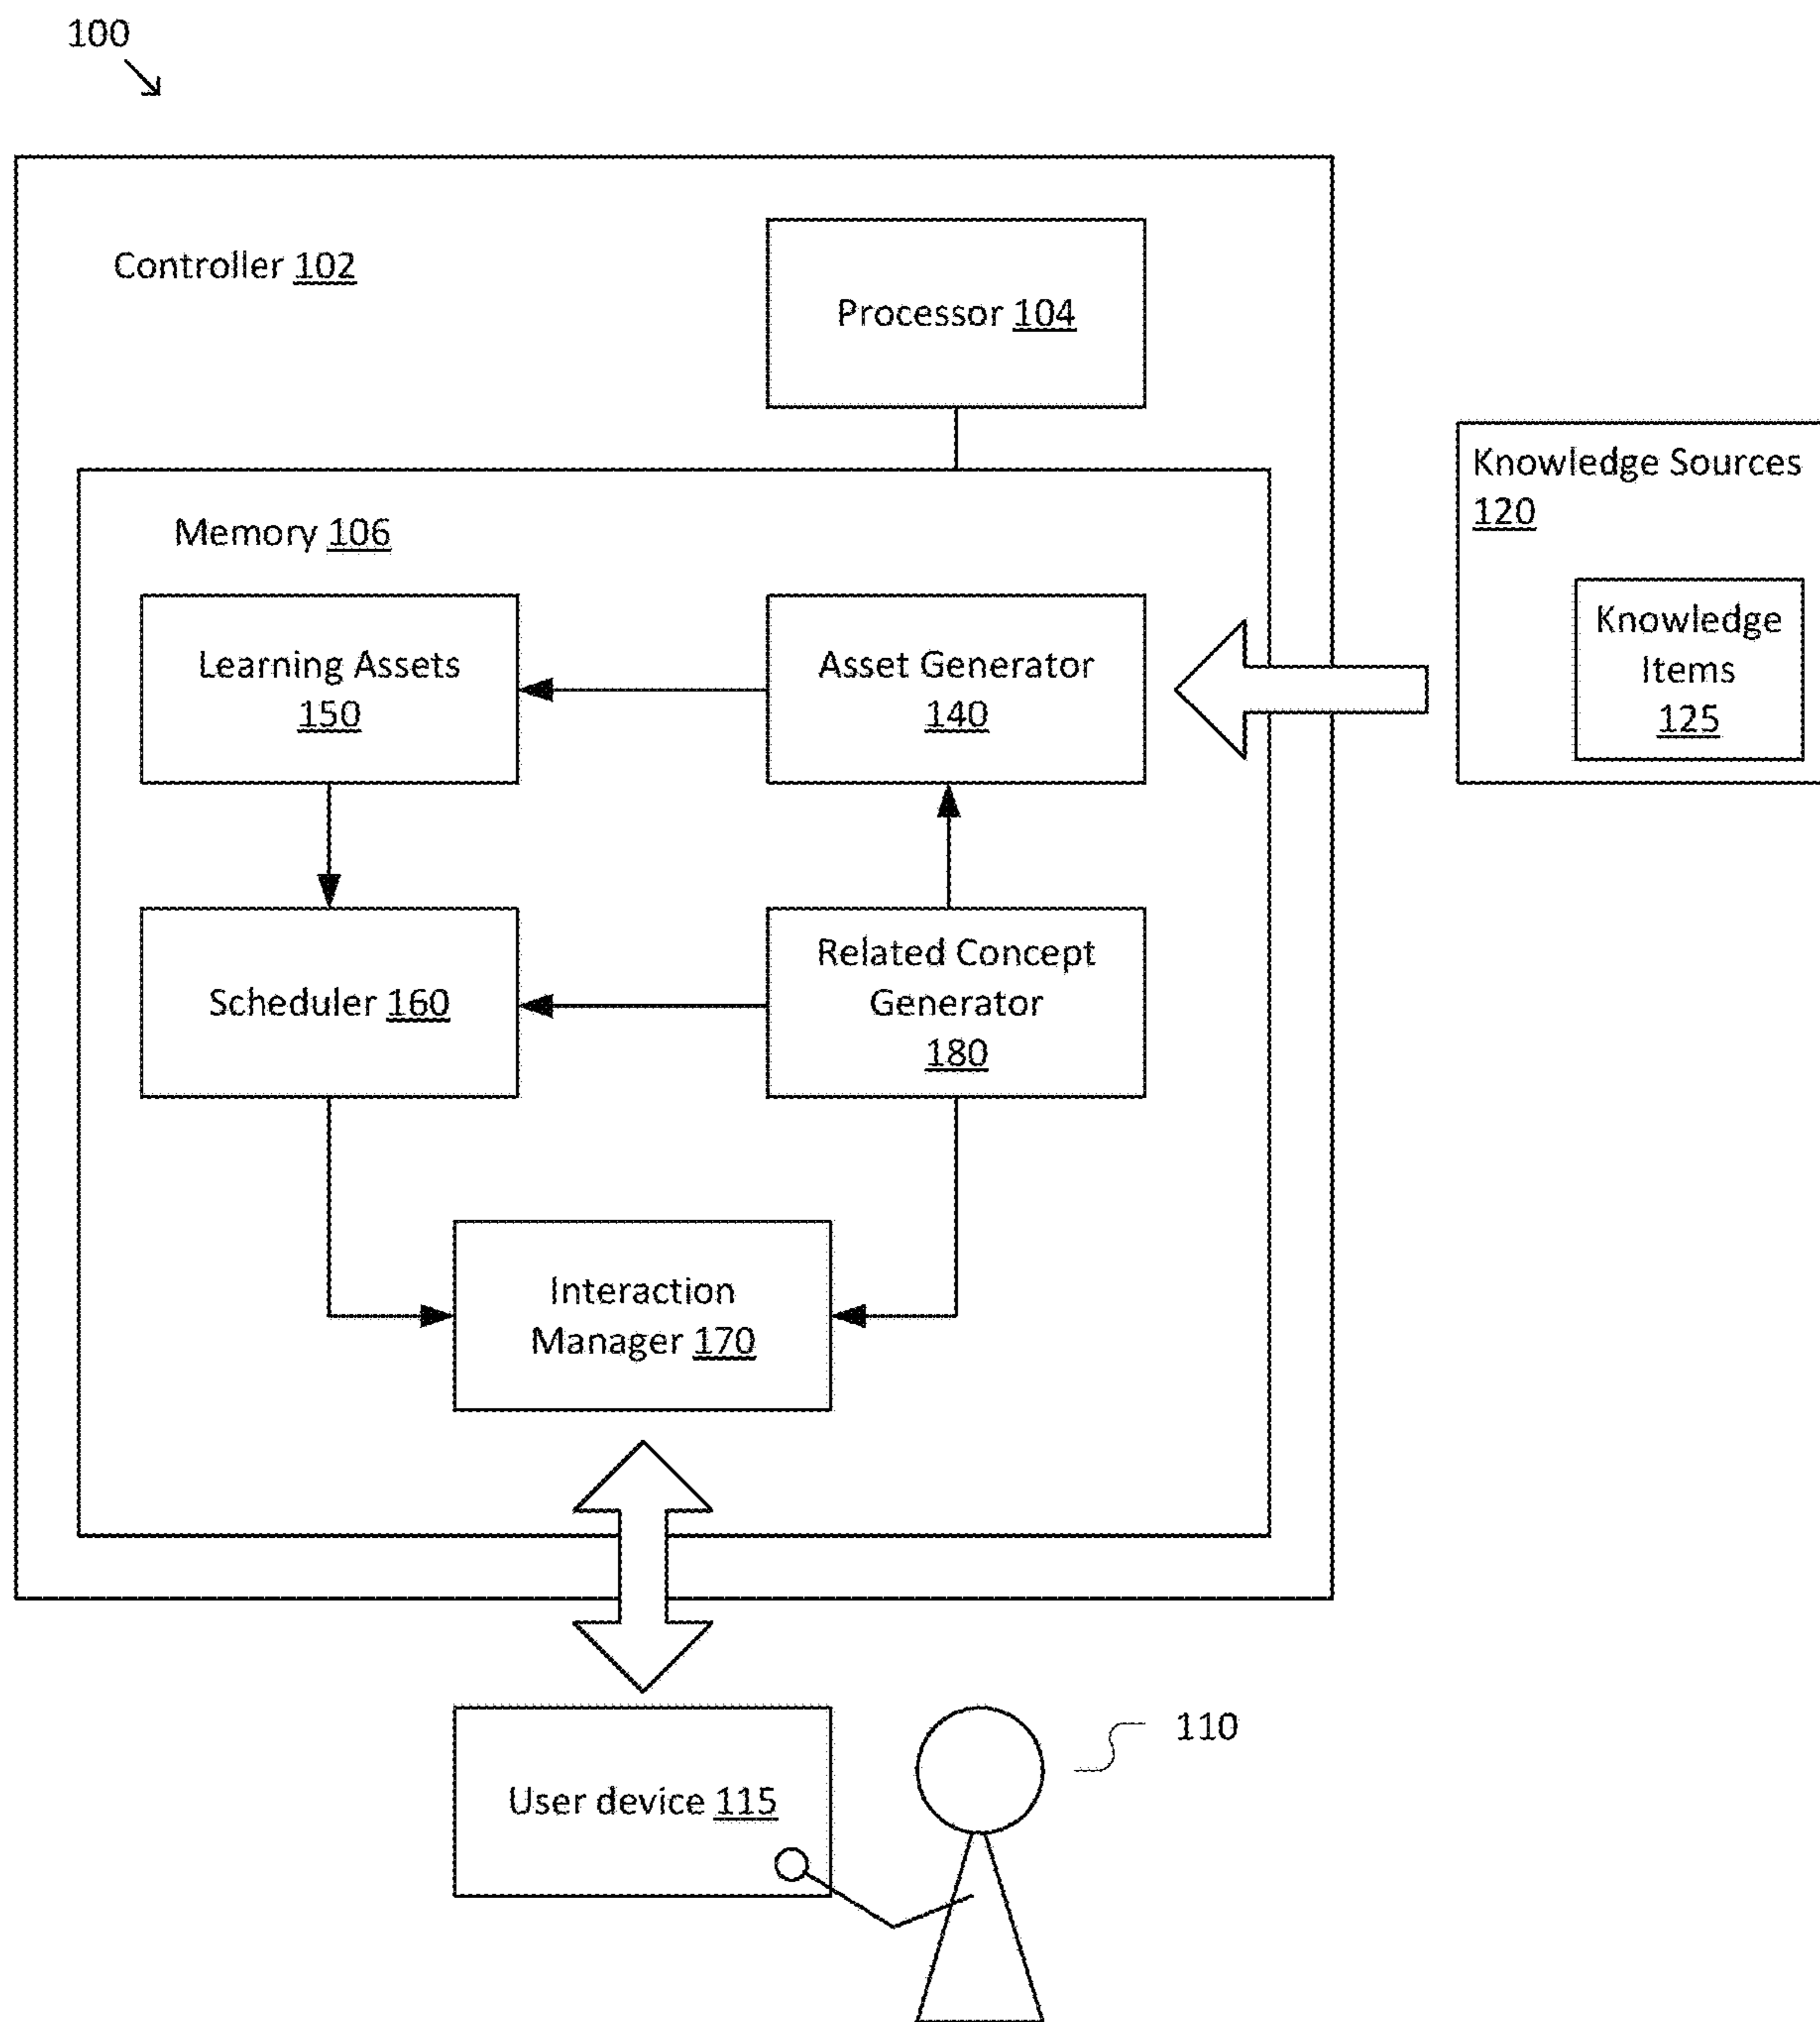 100
Controller 102
Processor 104
Knowledge Sources
120
Memory 106
Knowledge
Items
125
Learning Assets
150
Asset Generator
140
Scheduler 160
Related Concept
Generator
180
Interaction
Manager 170
110
User device 115